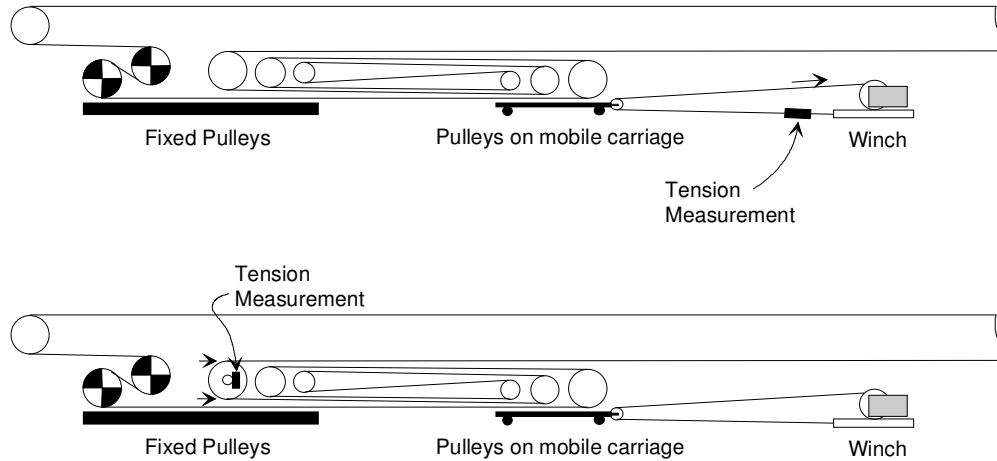 Fixed Pulleys
Pulleys on mobile carriage
Winch
Tension
Measurement
Tension
Measurement
Fixed Pulleys
Pulleys on mobile carriage
Winch